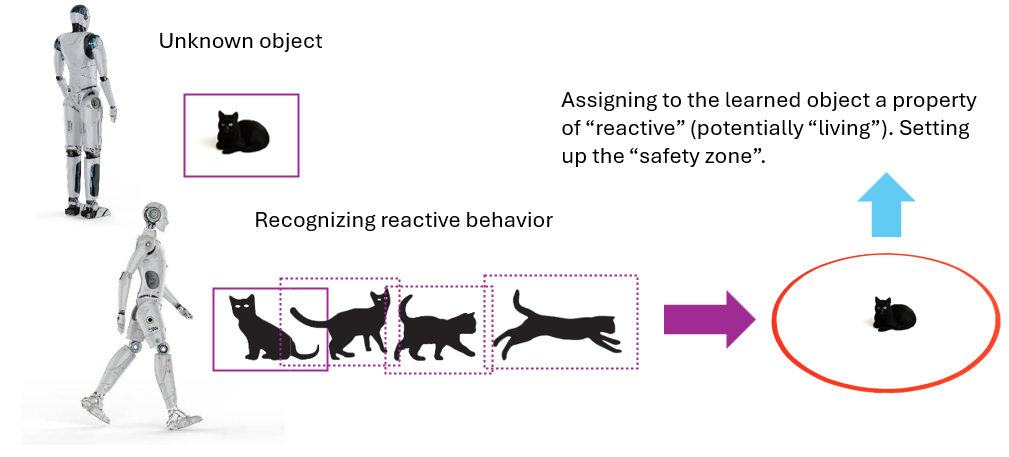 Unknown object
Assigning to the learned object a property
of “reactive” (potentially “living”). Setting
up the “safety zone”.
Recognizing reactive behavior